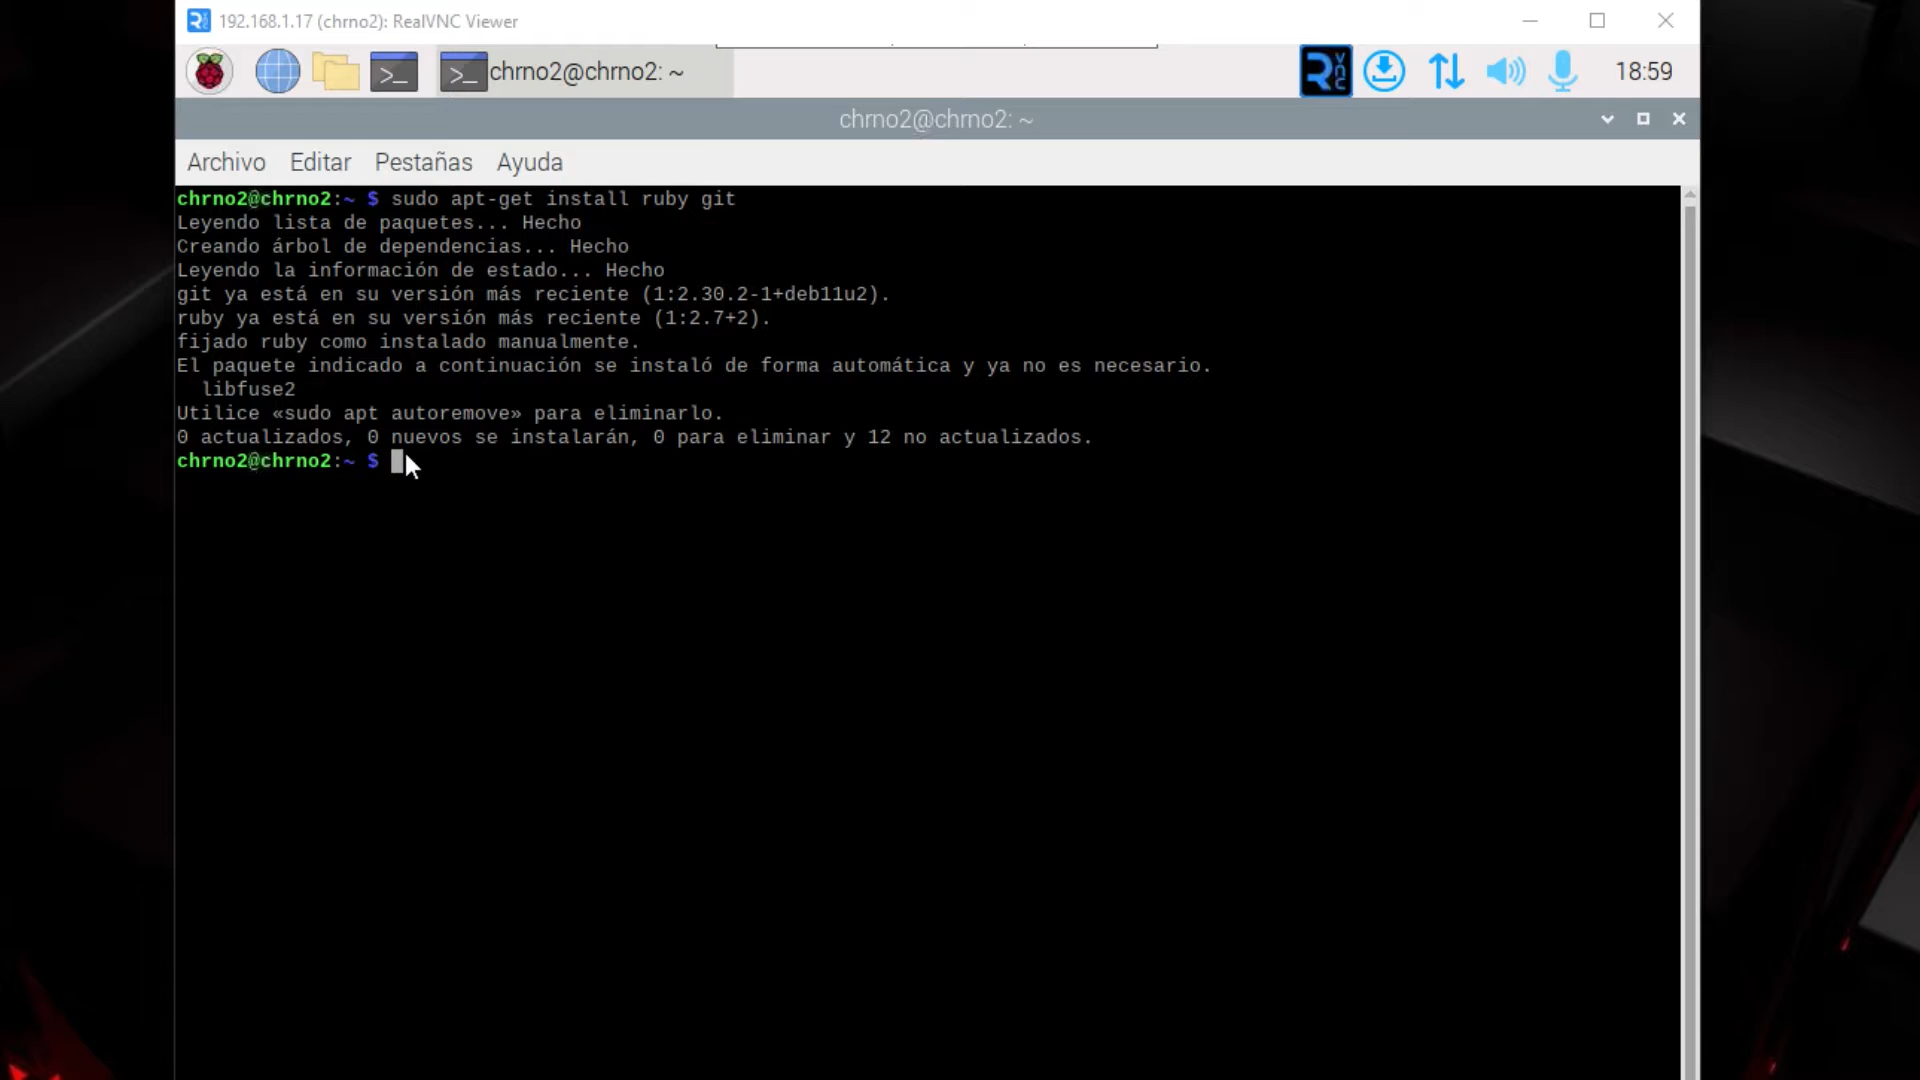 192.168.1.17 (chrno2): RealVNC Viewer
chrno2@chrno2: ~
18:59
chrno2@chrno2: ~
Archivo Editar Pestañas Ayuda
chrno2@chrno2:~ $ sudo apt-get install ruby git
Leyendo lista de paquetes... Hecho
Creando árbol de dependencias... Hecho
Leyendo la información de estado... Hecho
git ya está en su versión más reciente (1:2.30.2-1+deb11u2).
ruby ya está en su versión más reciente (1:2.7+2).
fijado ruby como instalado manualmente.
El paquete indicado a continuación se instaló de forma automática y ya no es necesario.
libfuse2
Utilice «sudo apt autoremove» para eliminarlo.
0 actualizados, 0 nuevos se instalarán, 0 para eliminar y 12 no actualizados.
chrno2@chrno2:~ $